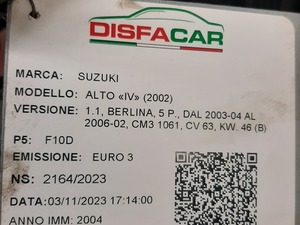 DISFACAR
MARCA: SUZUKI
MODELLO: ALTO «IV» (2002)
VERSIONE: 1.1, BERLINA, 5 P., DAL 2003-04 AL
2006-02, CM3 1061, CV 63, KW. 46 (B)
P5: F10D
EMISSIONE: EURO 3
NS: 2164/2023
DATA:03/11/2023 17:14:00
ANNO IMM: 2004